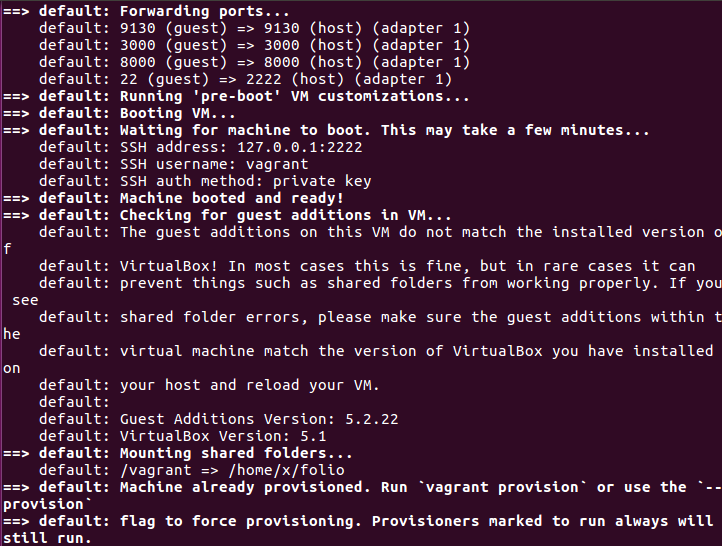 ==> default: Forwarding ports...
    default: 9130 (guest) => 9130 (host) (adapter 1)
    default: 3000 (guest) => 3000 (host) (adapter 1)
    default: 8000 (guest) => 8000 (host) (adapter 1)
    default: 22 (guest) => 2222 (host) (adapter 1)
==> default: Running 'pre-boot' VM customizations...
==> default: Booting VM...
==> default: Waiting for machine to boot. This may take a few minutes...
    default: SSH address: 127.0.0.1:2222
    default: SSH username: vagrant
    default: SSH auth method: private key
==> default: Machine booted and ready!
==> default: Checking for guest additions in VM...
    default: The guest additions on this VM do not match the installed version o
f
    default: VirtualBox! In most cases this is fine, but in rare cases it can
    default: prevent things such as shared folders from working properly. If you
 see
    default: shared folder errors, please make sure the guest additions within t
he
    default: virtual machine match the version of VirtualBox you have installed
on
    default: your host and reload your VM.
    default:
    default: Guest Additions Version: 5.2.22
    default: VirtualBox Version: 5.1
==> default: Mounting shared folders...
    default: /vagrant => /home/x/folio
==> default: Machine already provisioned. Run `vagrant provision` or use the `--
provision`
==> default: flag to force provisioning. Provisioners marked to run always will
still run.